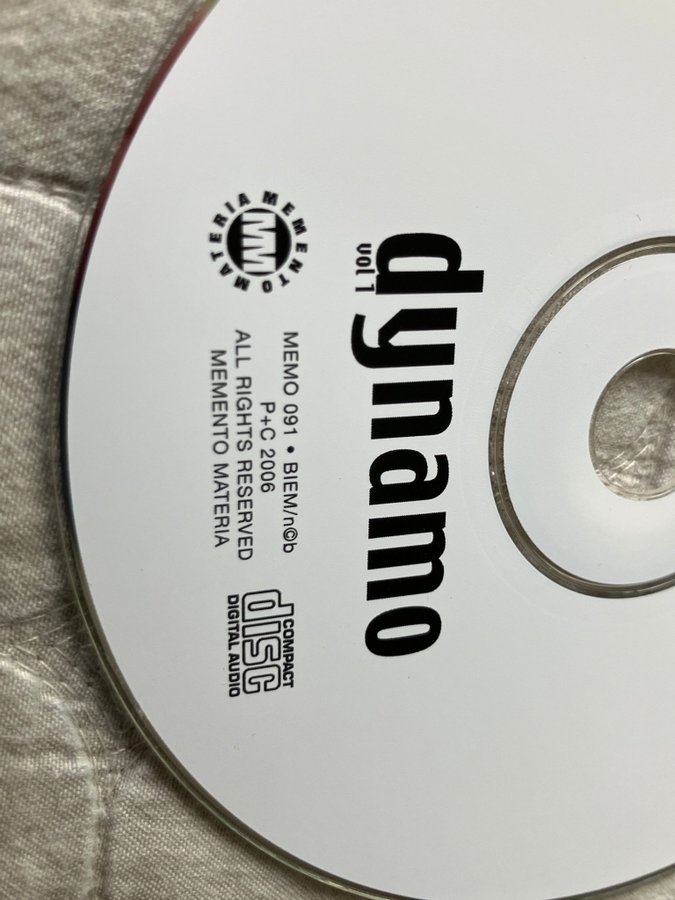 dynamo
vol 1
MEMENTO MATERIA
MM
MEMO 091 • BIEM/n©b
P+C 2006
ALL RIGHTS RESERVED
MEMENTO MATERIA
COMPACT
disc
DIGITAL AUDIO